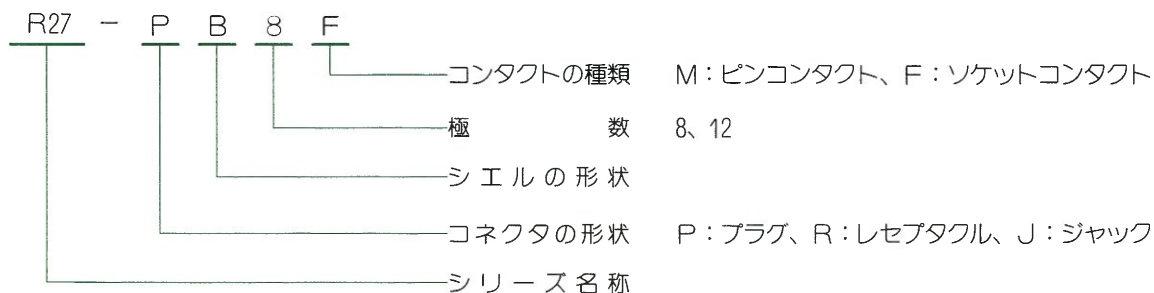 R27 - P B 8 F
コンタクトの種類 M：ピンコンタクト、F：ソケットコンタクト
極数 8、12
シエルの形状
コネクタの形状 P：プラグ、R：レセプタクル、J：ジャック
シリーズ名称